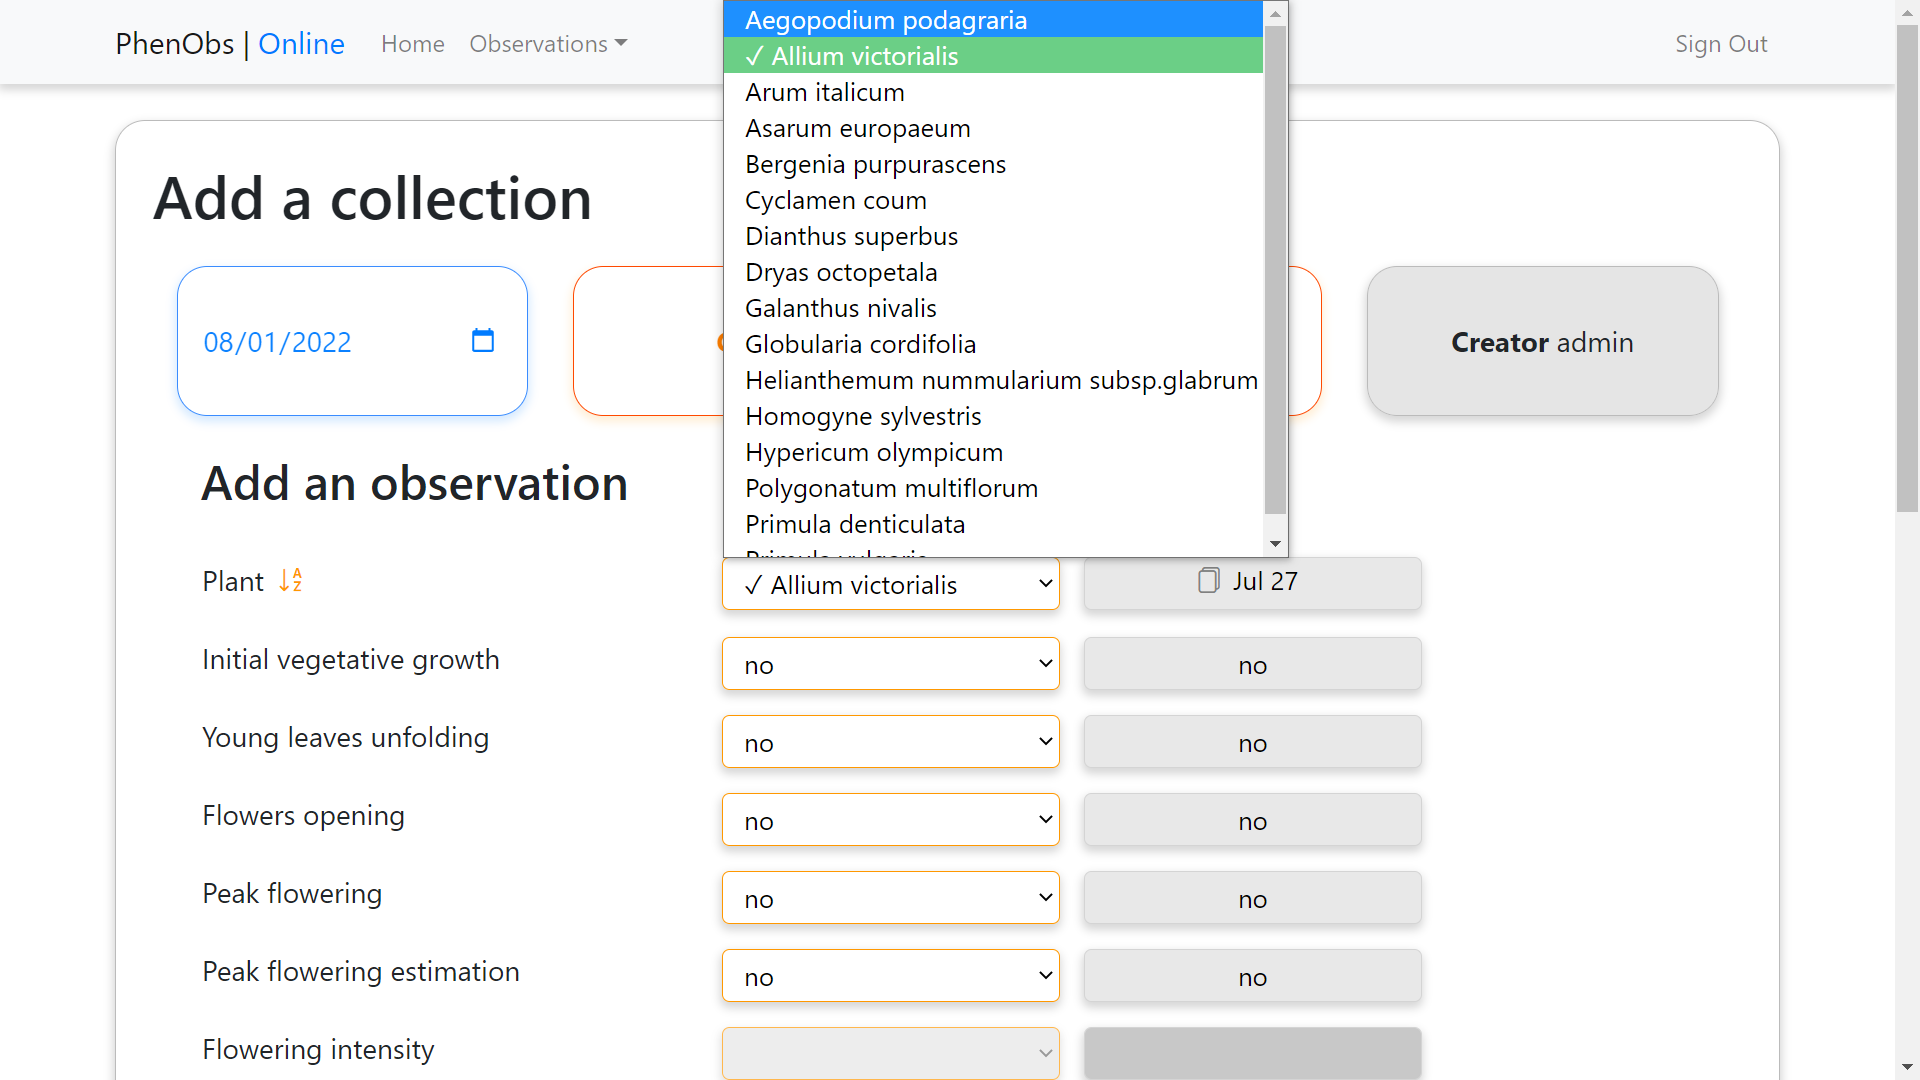 PhenObs | Online Home Observations Sign Out
Aegopodium podagraria
✓ Allium victorialis
Arum italicum
Asarum europaeum
Bergenia purpurascens
Cyclamen coum
Dianthus superbus
Dryas octopetala
Galanthus nivalis
Globularia cordifolia
Helianthemum nummularium subsp.glabrum
Homogyne sylvestris
Hypericum olympicum
Polygonatum multiflorum
Primula denticulata
Add a collection
08/01/2022
Creator admin
Add an observation
Plant ✓ Allium victorialis Jul 27
Initial vegetative growth no no
Young leaves unfolding no no
Flowers opening no no
Peak flowering no no
Peak flowering estimation no no
Flowering intensity